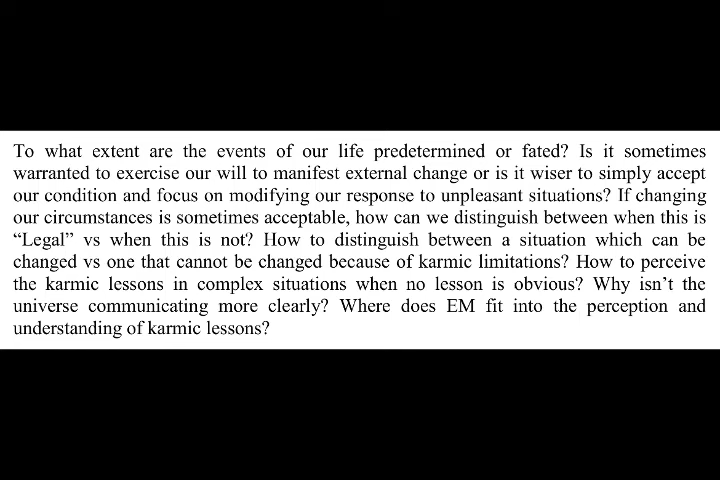 To what extent are the events of our life predetermined or fated? Is it sometimes
warranted to exercise our will to manifest external change or is it wiser to simply accept
our condition and focus on modifying our response to unpleasant situations? If changing
our circumstances is sometimes acceptable, how can we distinguish between when this is
“Legal” vs when this is not? How to distinguish between a situation which can be
changed vs one that cannot be changed because of karmic limitations? How to perceive
the karmic lessons in complex situations when no lesson is obvious? Why isn’t the
universe communicating more clearly? Where does EM fit into the perception and
understanding of karmic lessons?